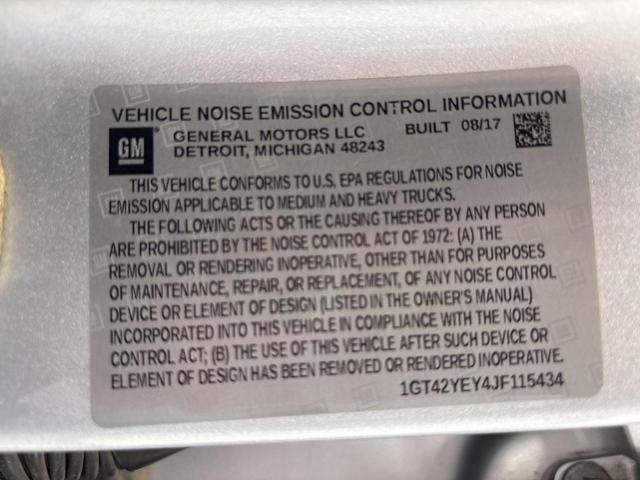 VEHICLE NOISE EMISSION CONTROL INFORMATION
GM GENERAL MOTORS LLC BUILT 08/17
DETROIT, MICHIGAN 48243
THIS VEHICLE CONFORMS TO U.S. EPA REGULATIONS FOR NOISE
EMISSION APPLICABLE TO MEDIUM AND HEAVY TRUCKS.
THE FOLLOWING ACTS OR THE CAUSING THEREOF BY ANY PERSON
ARE PROHIBITED BY THE NOISE CONTROL ACT OF 1972: (A) THE
REMOVAL OR RENDERING INOPERATIVE, OTHER THAN FOR PURPOSES
OF MAINTENANCE, REPAIR, OR REPLACEMENT, OF ANY NOISE CONTROL
DEVICE OR ELEMENT OF DESIGN (LISTED IN THE OWNER'S MANUAL)
INCORPORATED INTO THIS VEHICLE IN COMPLIANCE WITH THE NOISE
CONTROL ACT; (B) THE USE OF THIS VEHICLE AFTER SUCH DEVICE OR
ELEMENT OF DESIGN HAS BEEN REMOVED OR RENDERED INOPERATIVE.
1GT42YEY4JF115434